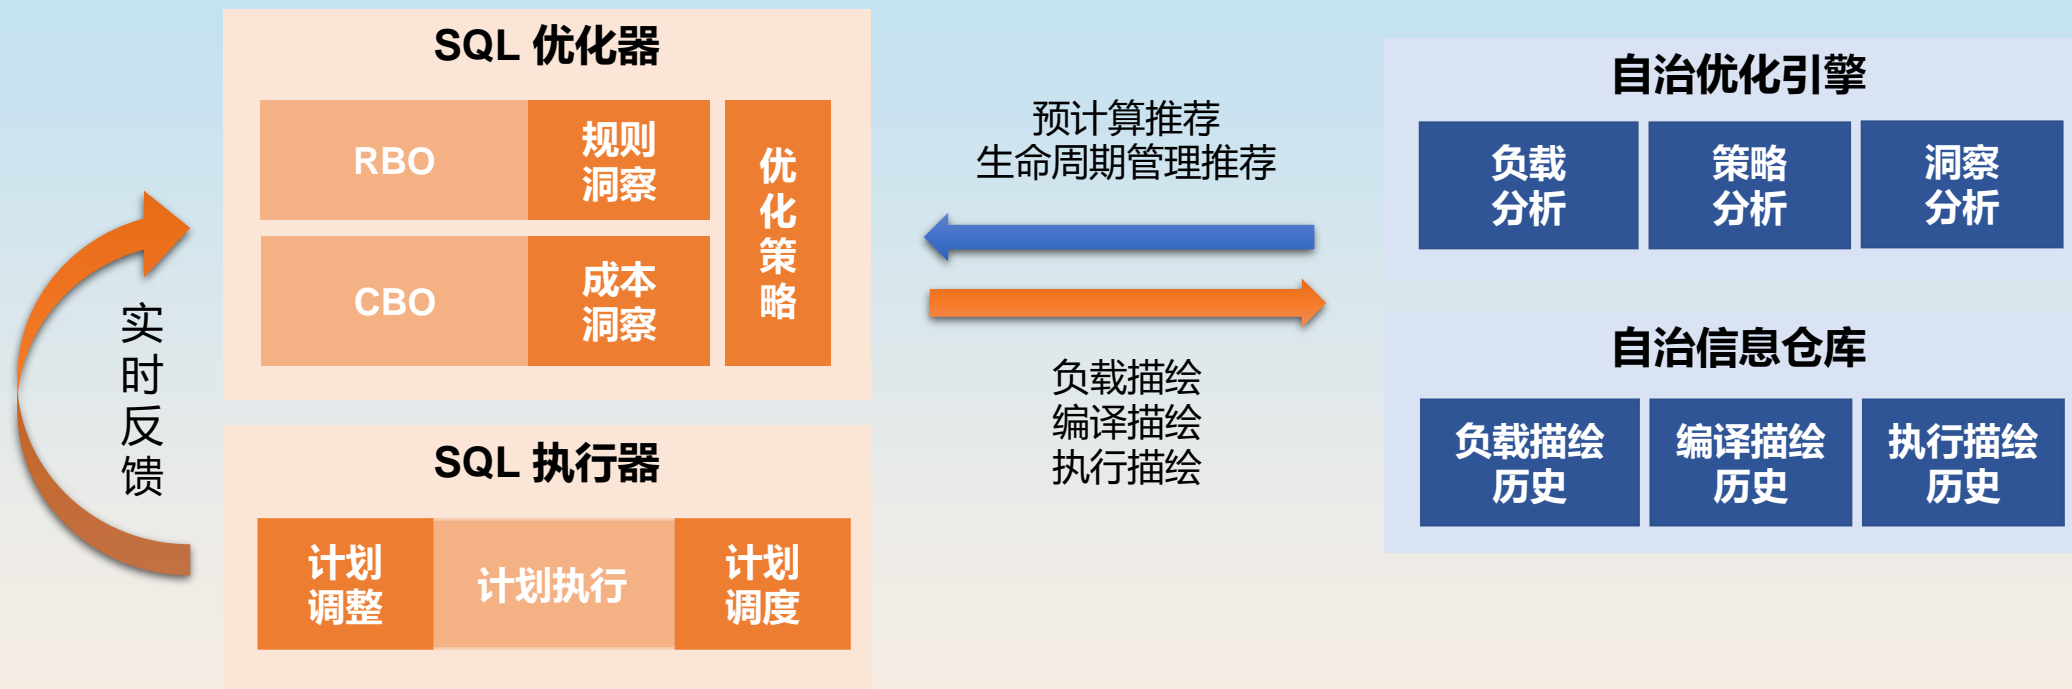 SQL 优化器
RBO
规则
洞察
CBO
成本
洞察
优
化
策
略
实
时
反
馈
SQL 执行器
计划
调整
计划执行
计划
调度
预计算推荐
生命周期管理推荐
负载描绘
编译描绘
执行描绘
自治优化引擎
负载
分析
策略
分析
洞察
分析
自治信息仓库
负载描绘
历史
编译描绘
历史
执行描绘
历史